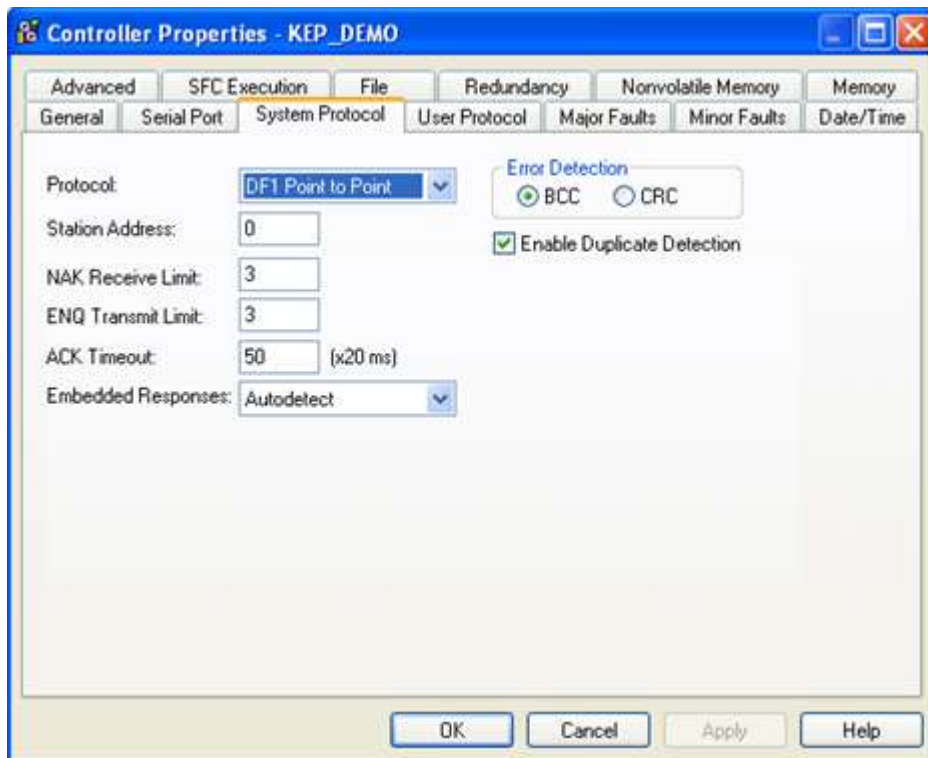 Controller Properties - KEP_DEMO
Advanced SFC Execution File Redundancy Nonvolatile Memory Memory
General Serial Port System Protocol User Protocol Major Faults Minor Faults Date/Time
Protocol: DF1 Point to Point
Error Detection
BCC CRC
Station Address: 0
Enable Duplicate Detection
NAK Receive Limit: 3
ENQ Transmit Limit: 3
ACK Timeout: 50 (x20 ms)
Embedded Responses: Autodetect
OK Cancel Apply Help